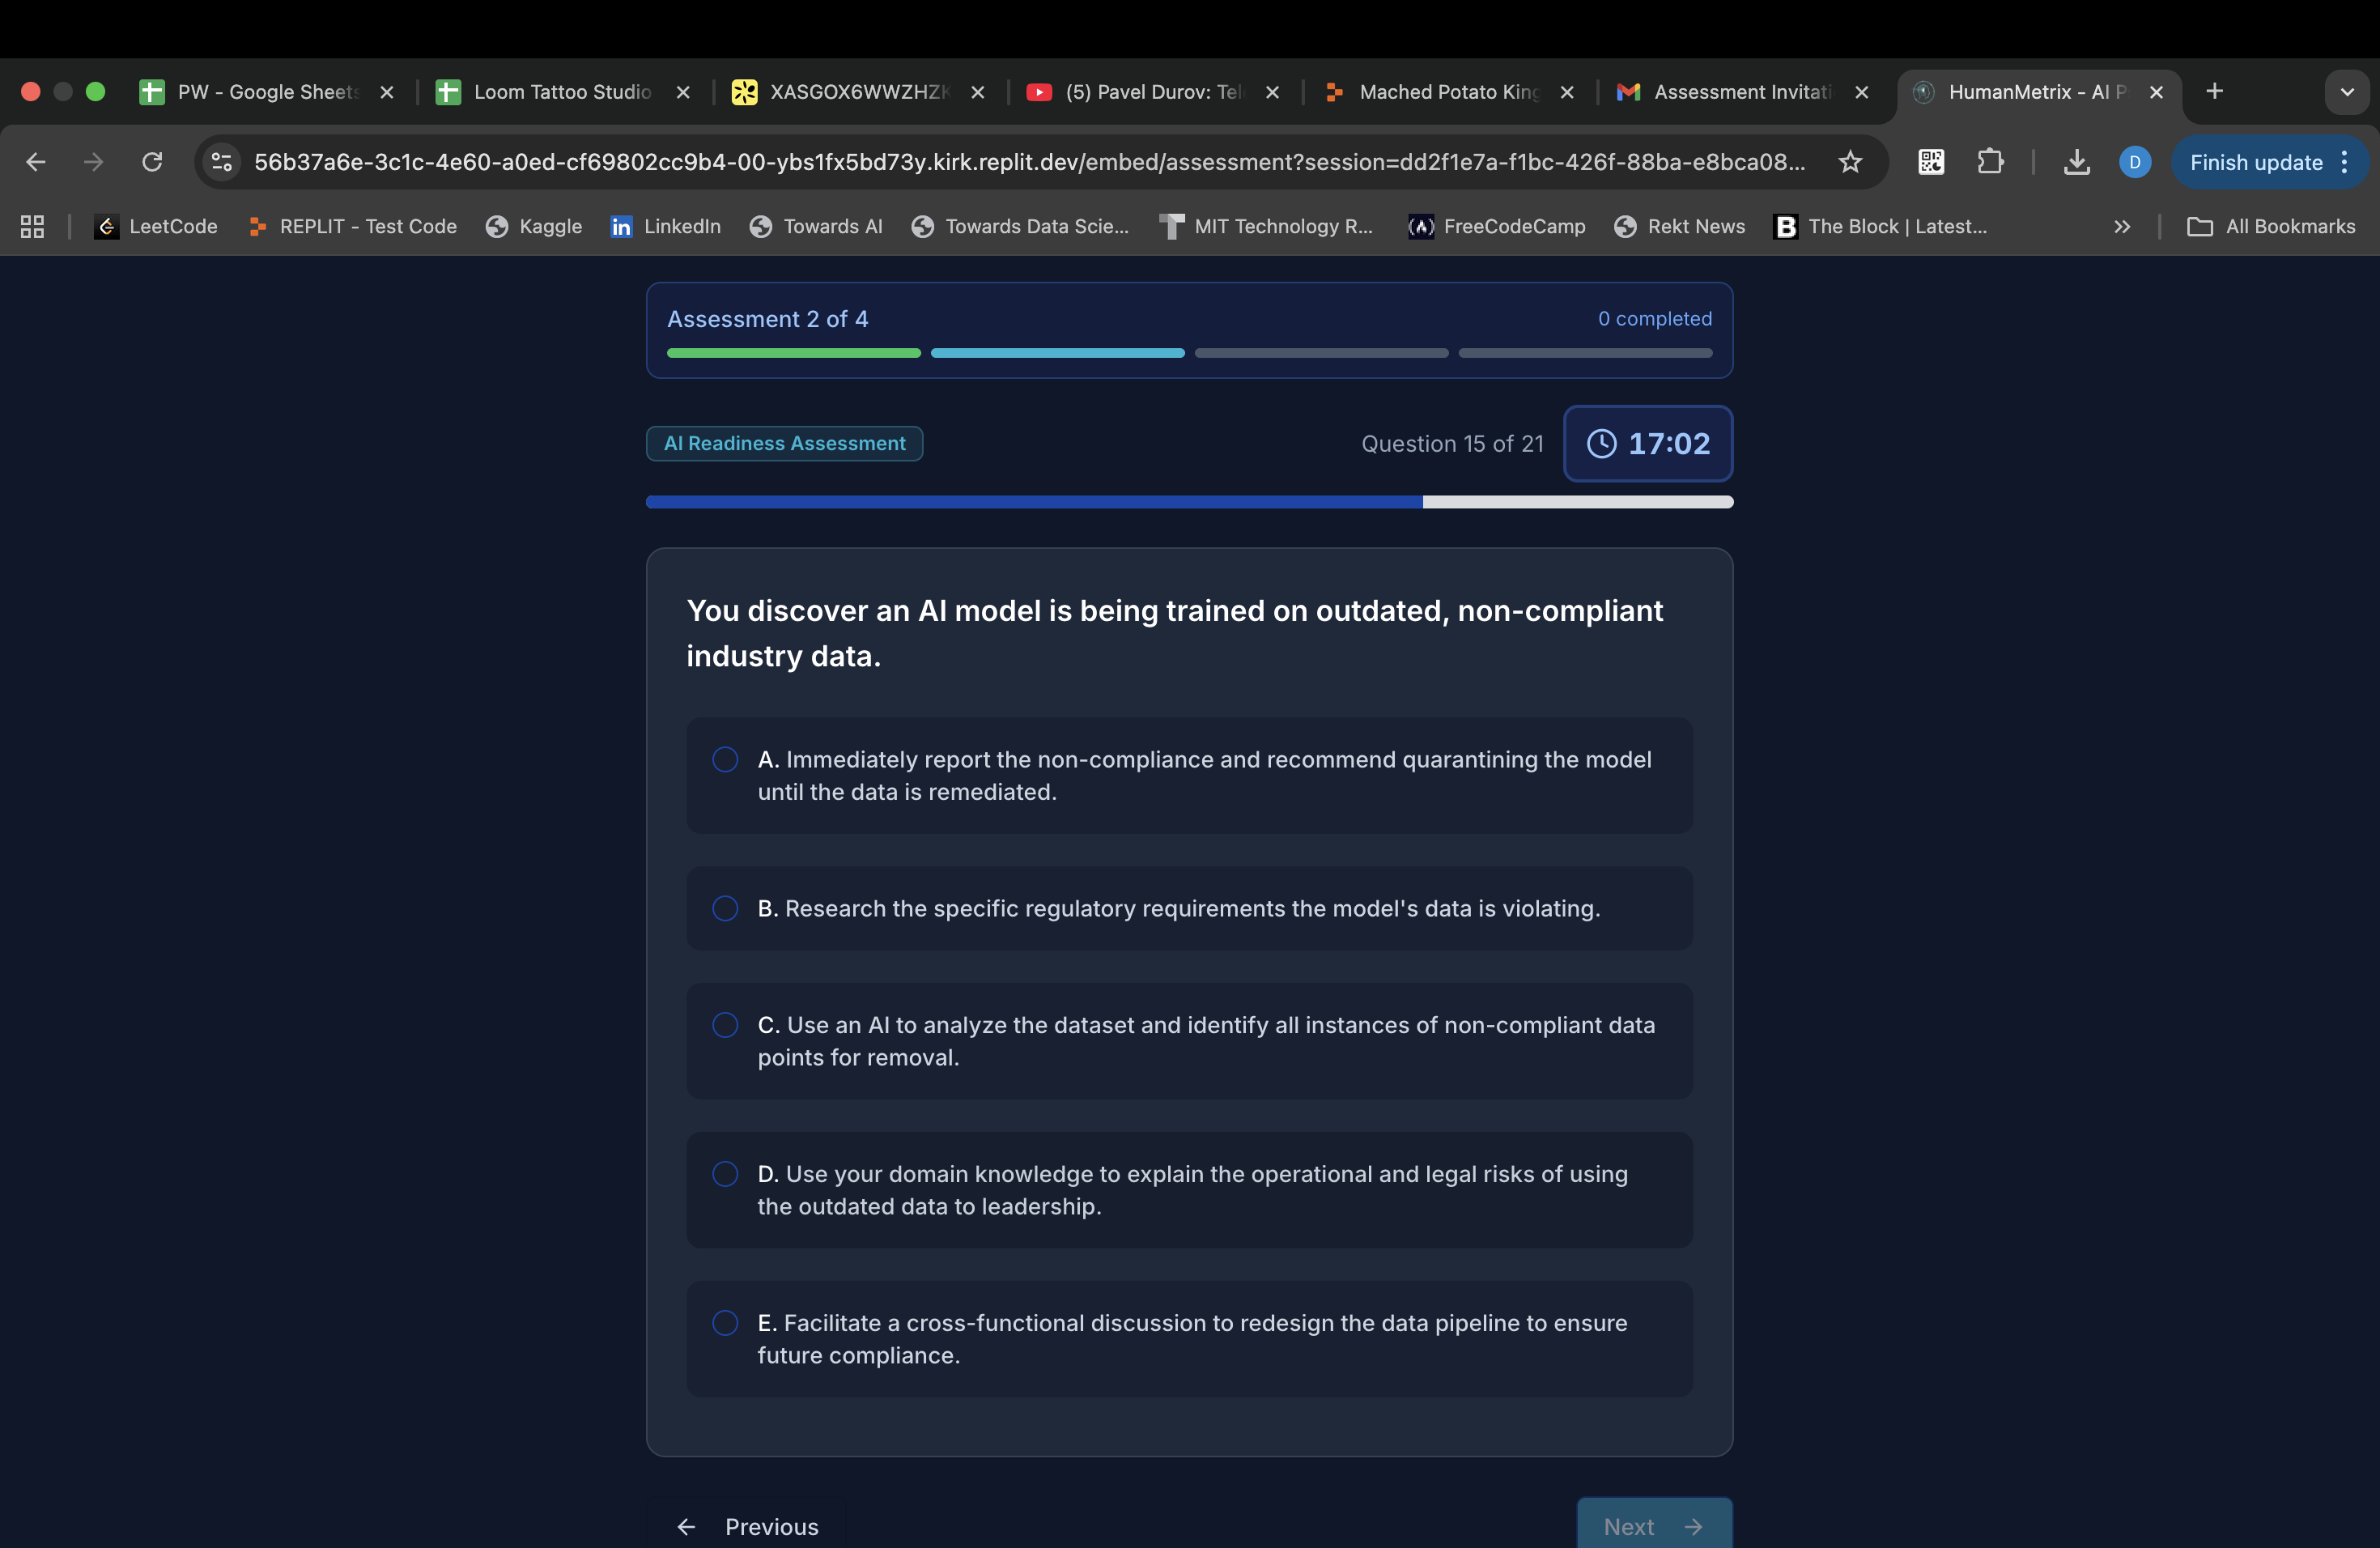 PW - Google Sheets
Loom Tattoo Studio
XASGOX6WWZHZK
(5) Pavel Durov: Tel
Mached Potato King
Assessment Invitati
HumanMetrix - AI P
56b37a6e-3c1c-4e60-a0ed-cf69802cc9b4-00-ybs1fx5bd73y.kirk.replit.dev/embed/assessment?session=dd2f1e7a-f1bc-426f-88ba-e8bca08...
D
Finish update
LeetCode
REPLIT - Test Code
Kaggle
in LinkedIn
Towards AI
Towards Data Scie...
MIT Technology R...
FreeCodeCamp
Rekt News
B The Block | Latest...
All Bookmarks
Assessment 2 of 4
0 completed
AI Readiness Assessment
Question 15 of 21
17:02
You discover an AI model is being trained on outdated, non-compliant
industry data.
A. Immediately report the non-compliance and recommend quarantining the model
until the data is remediated.
B. Research the specific regulatory requirements the model's data is violating.
C. Use an AI to analyze the dataset and identify all instances of non-compliant data
points for removal.
D. Use your domain knowledge to explain the operational and legal risks of using
the outdated data to leadership.
E. Facilitate a cross-functional discussion to redesign the data pipeline to ensure
future compliance.
Previous
Next